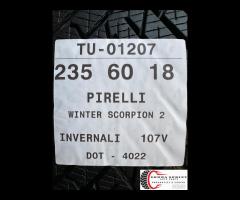 TU-01207
235 60 18
PIRELLI
WINTER SCORPION 2
INVERNALI 107V
DOT - 4022